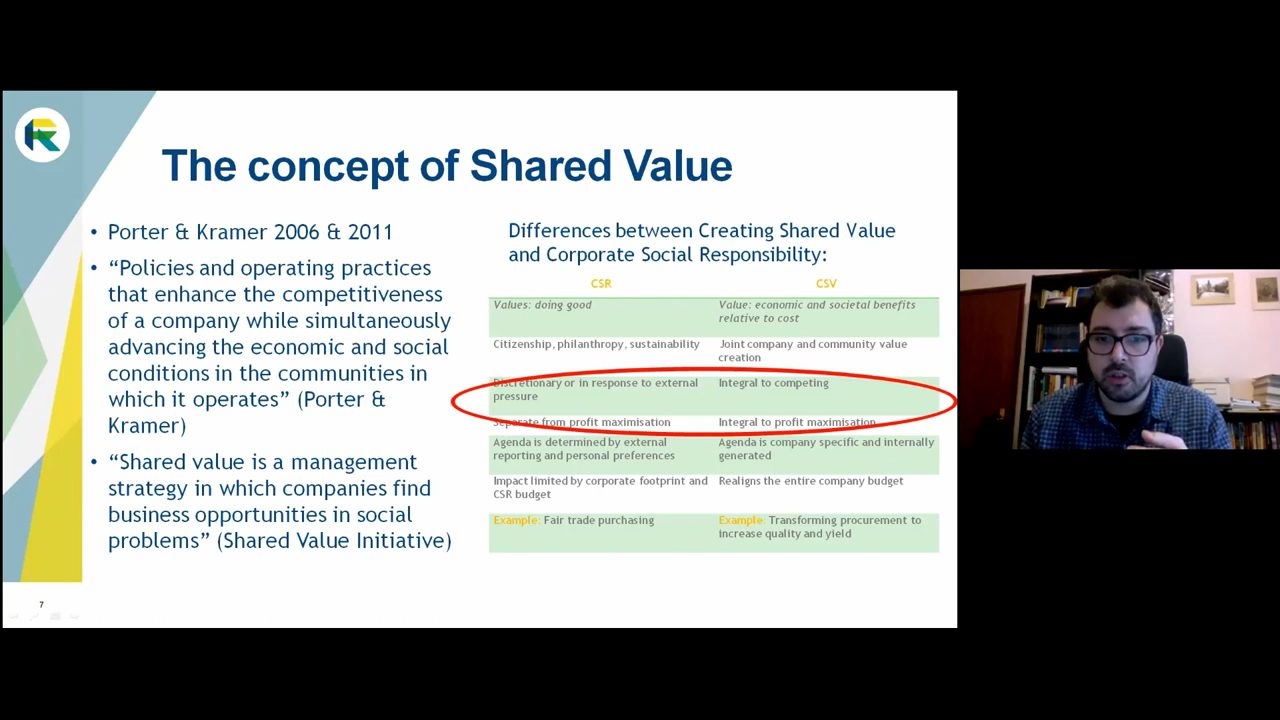 The concept of Shared Value
• Porter & Kramer 2006 & 2011
• “Policies and operating practices
that enhance the competitiveness
of a company while simultaneously
advancing the economic and social
conditions in the communities in
which it operates” (Porter &
Kramer)
• “Shared value is a management
strategy in which companies find
business opportunities in social
problems” (Shared Value Initiative)
Differences between Creating Shared Value
and Corporate Social Responsibility:
CSR CSV
Values: doing good
Value: economic and societal benefits
relative to cost
Citizenship, philanthropy, sustainability
Joint company and community value
creation
Discretionary or in response to external
pressure
Integral to competing
Seperate from profit maximisation
Integral to profit maximisation
Agenda is determined by external
reporting and personal preferences
Agenda is company specific and internally
generated
Impact limited by corporate footprint and
CSR budget
Realigns the entire company budget
Example: Fair trade purchasing
Example: Transforming procurement to
increase quality and yield
7